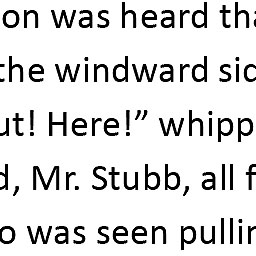 on was heard tha
the windward sid
ut! Here!” whipp
d, Mr. Stubb, all f
o was seen pullin